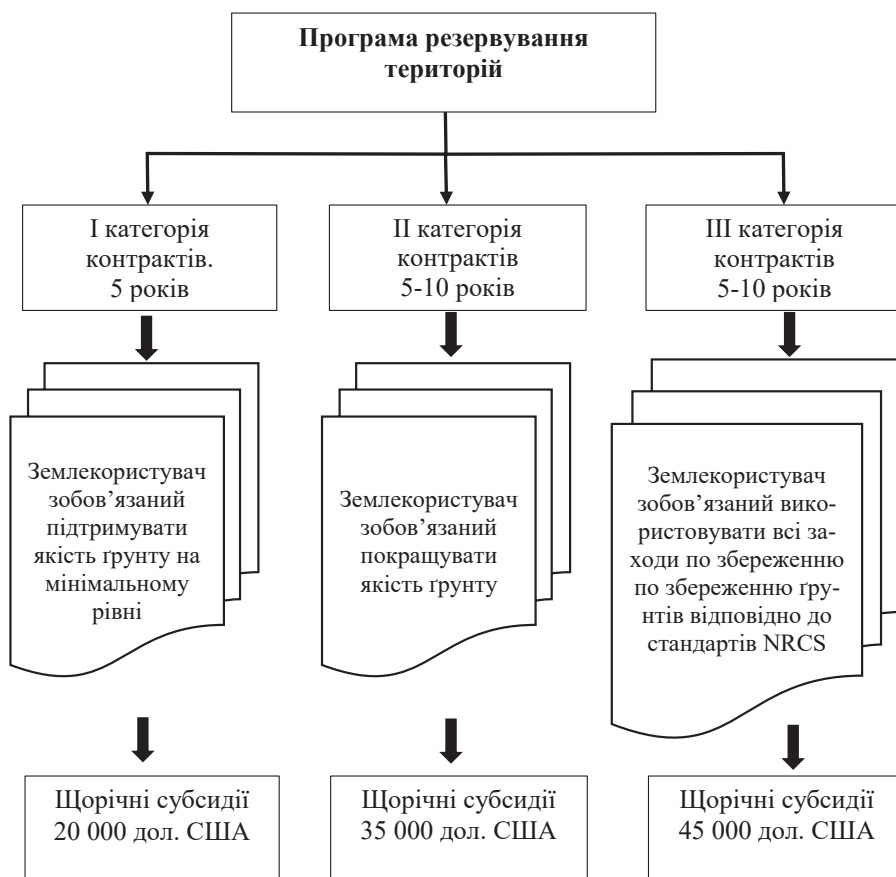 Програма резервування
територій
І категорія
контрактів.
5 років
ІІ категорія
контрактів
5-10 років
ІІІ категорія
контрактів
5-10 років
Землекористувач
зобов’язаний
підтримувати
якість ґрунту на
мінімальному
рівні
Землекористувач
зобов’язаний
покращувати
якість ґрунту
Землекористувач
зобов’язаний вико-
ристовувати всі за-
ходи по збереженню
по збереженню ґру-
нтів відповідно до
стандартів NRCS
Щорічні субсидії
20 000 дол. США
Щорічні субсидії
35 000 дол. США
Щорічні субсидії
45 000 дол. США